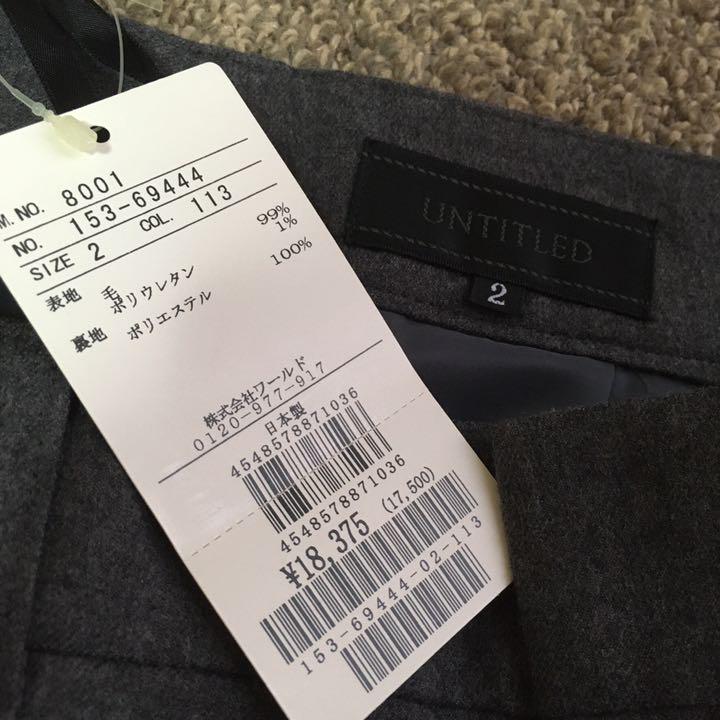 M. NO. 8001
NO. 153-69444
SIZE 2 COL. 113
表地 毛 99%
ポリウレタン 1%
裏地 ポリエステル 100%
株式会社ワールド
0120-977-917
日本製
4548578871036
4548578871036
¥18,375 (17,500)
153-69444-02-113
UNTITLED
2